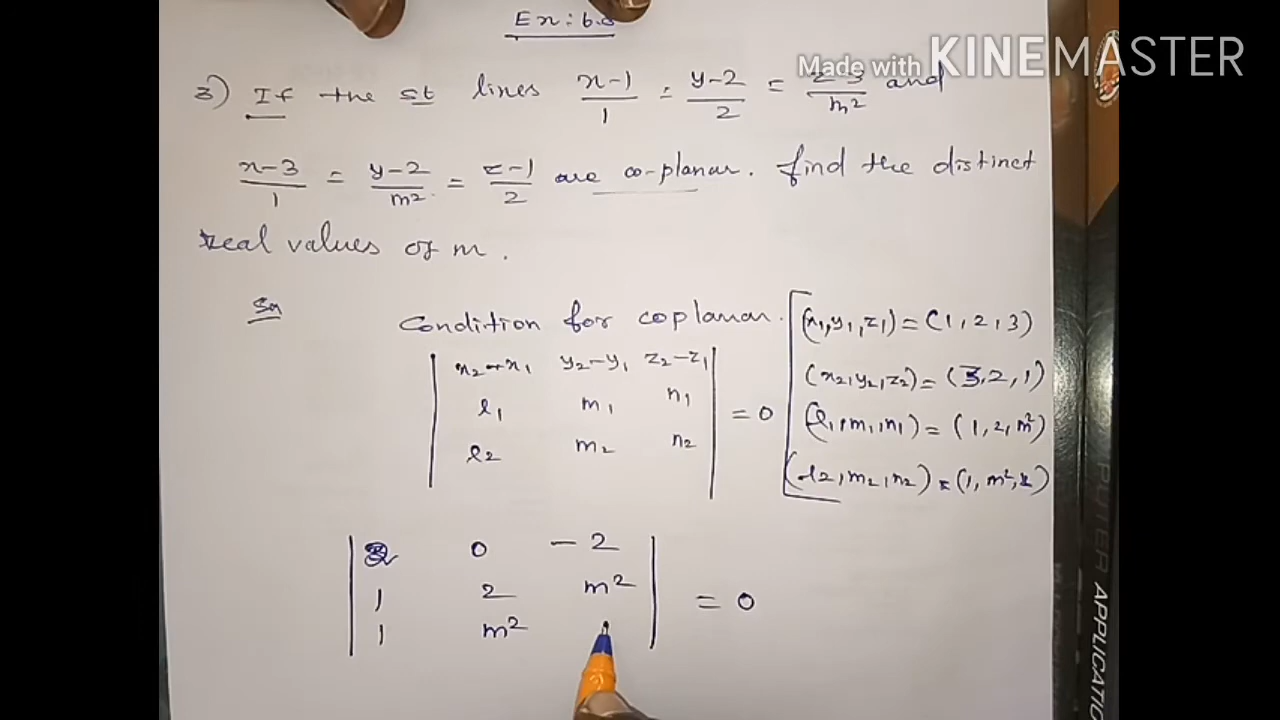 Ex: 6.8
Made with KINEMASTER
3) If the st lines x-1/1 = y-2/2 = z-3/m² and
x-3/1 = y-2/m² = z-1/2 are co-planar. find the distinct
real values of m.
Sn
Condition for coplanar.
| x₂-x₁ y₂-y₁ z₂-z₁ |
| l₁ m₁ n₁ | = 0
| l₂ m₂ n₂ |
(x₁,y₁,z₁) = (1,2,3)
(x₂,y₂,z₂) = (3,2,1)
(l₁,m₁,n₁) = (1,2,m²)
(l₂,m₂,n₂) = (1,m²,2)
| 2 0 -2 |
| 1 2 m² | = 0
| 1 m² |
APPLICATIO